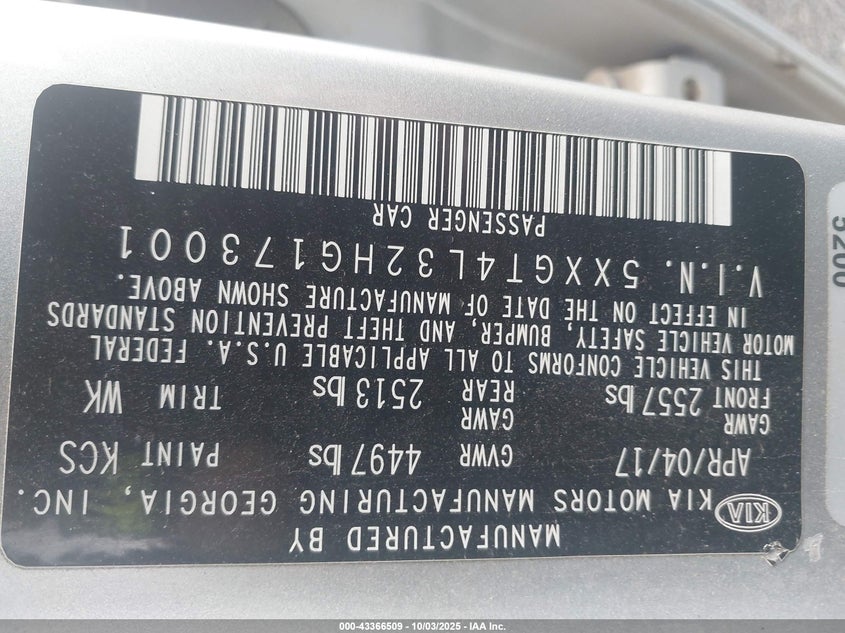 MANUFACTURED BY
KIA KIA MOTORS MANUFACTURING GEORGIA, INC.
APR/04/17 GVWR 4497 lbs PAINT KCS
GAWR FRONT 2557 lbs GAWR REAR 2513 lbs TRIM WK
THIS VEHICLE CONFORMS TO ALL APPLICABLE U.S.A. FEDERAL
MOTOR VEHICLE SAFETY, BUMPER, AND THEFT PREVENTION STANDARDS
IN EFFECT ON THE DATE OF MANUFACTURE SHOWN ABOVE.
V.I.N. 5XXGT4L32HG173001
PASSENGER CAR
5200
000-43366509 - 10/03/2025 - IAA Inc.